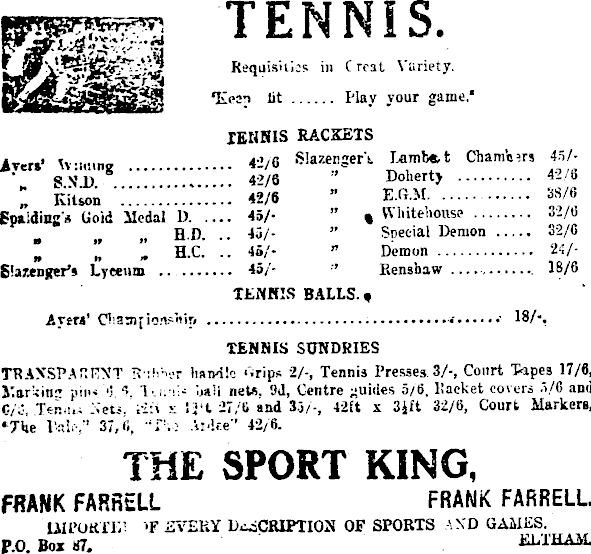 TENNIS.
Requisities in Great Variety.
"Keep fit ...... Play your game."
TENNIS RACKETS
Ayers' Wilding .............. 42/6 Slazenger's Lambert Chambers 45/-
" S.N.D. ............... 42/6 " Doherty .......... 42/6
" Kitson ............... 42/6 " E.G.M. ........... 38/6
Spalding's Gold Medal D. .... 45/- " Whitehouse ........ 32/6
" " " H.D. .. 45/- " Special Demon ..... 32/6
" " " H.C. .. 45/- " Demon ............ 24/-
Slazenger's Lyceum ........... 45/- " Renshaw ........... 18/6
TENNIS BALLS.
Ayers' Championship ...................................... 18/-.
TENNIS SUNDRIES
TRANSPARENT Rubber handle Grips 2/-, Tennis Presses 3/-, Court Tapes 17/6,
Marking pins Tennis ball nets, 9d, Centre guides 5/6, Racket covers 5/6 and
Tennis Nets, 27/6 and 35/-, 42ft x 3½ft 32/6, Court Markers,
37/6, "The 42/6.
THE SPORT KING,
FRANK FARRELL FRANK FARRELL.
IMPORTER OF EVERY DESCRIPTION OF SPORTS AND GAMES.
P.O. Box 87, ELTHAM.